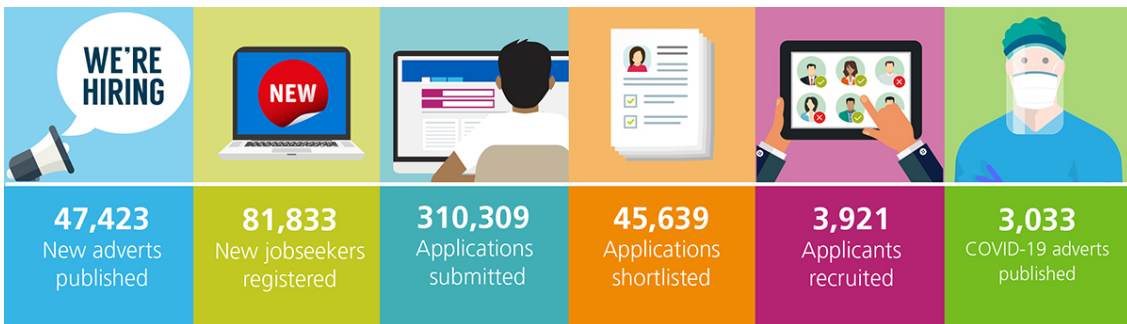 WE'RE
HIRING
NEW
47,423
New adverts
published
81,833
New jobseekers
registered
310,309
Applications
submitted
45,639
Applications
shortlisted
3,921
Applicants
recruited
3,033
COVID-19 adverts
published